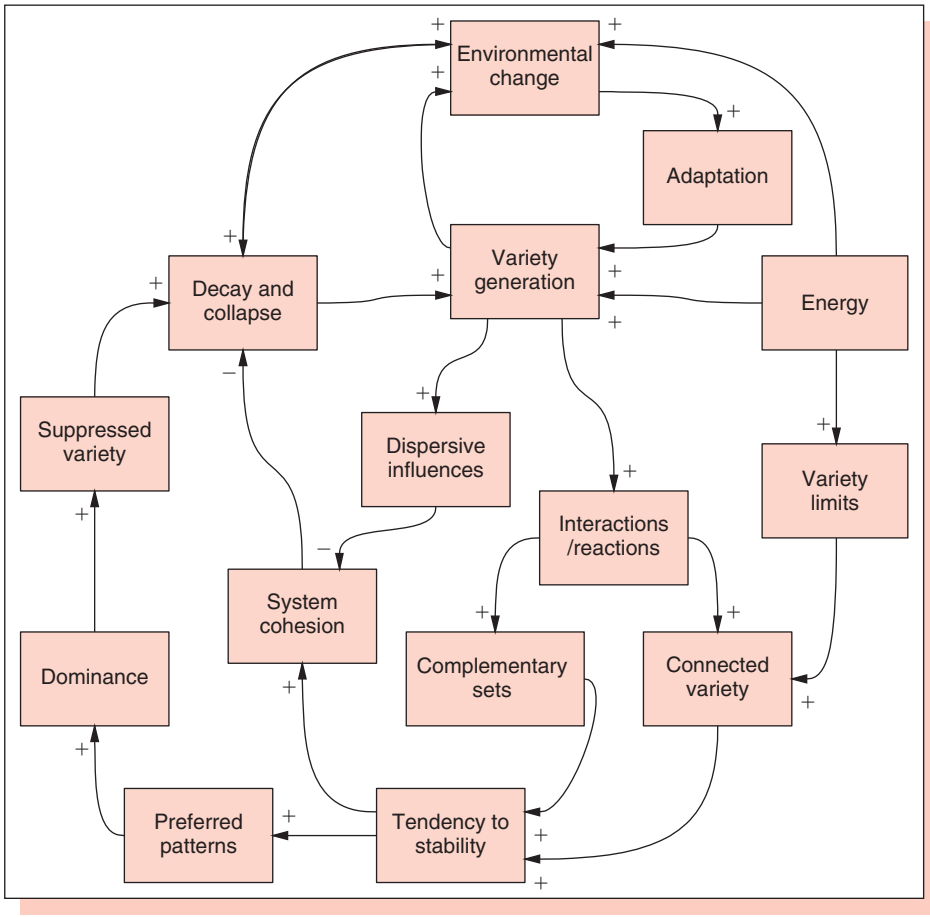 +
+
Environmental
change
+
+
Adaptation
+
+
Decay and
collapse
+
Variety
generation
+
+
Energy
−
+
+
Suppressed
variety
Dispersive
influences
Variety
limits
+
+
Interactions
/reactions
−
System
cohesion
+
+
Dominance
Complementary
sets
Connected
variety
+
+
+
Preferred
patterns
+
Tendency to
stability
+
+